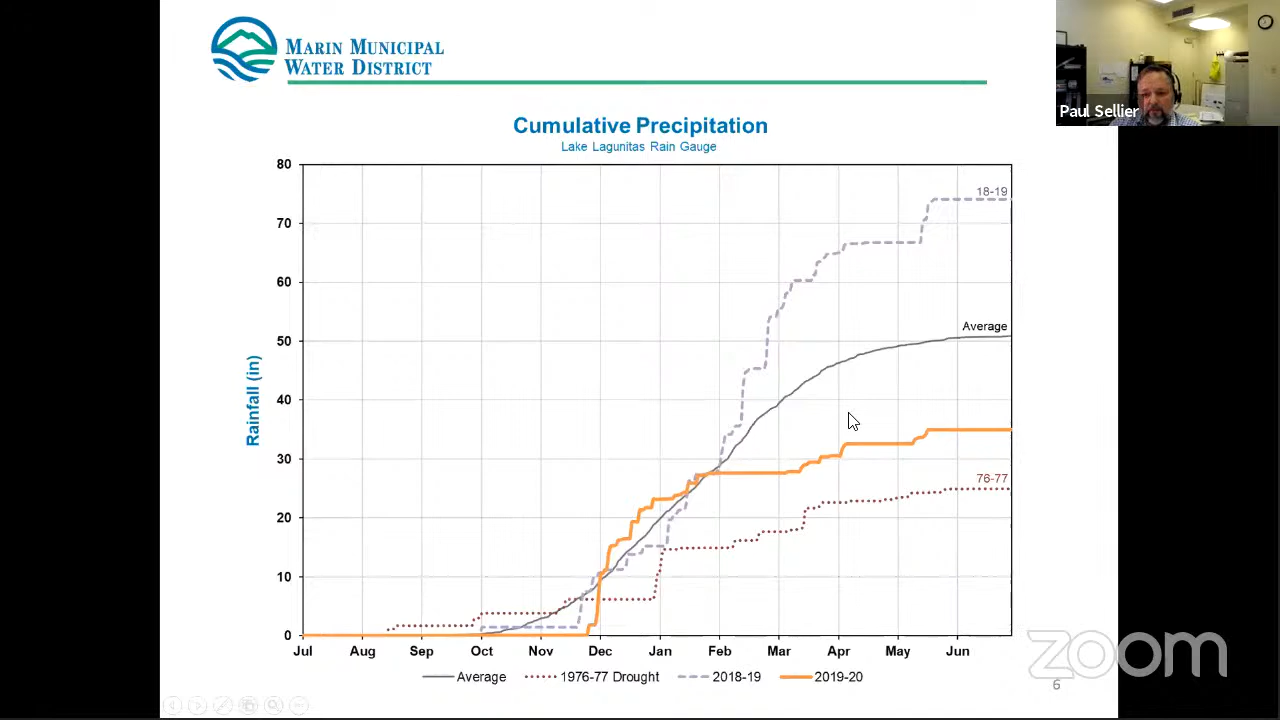 MARIN MUNICIPAL
WATER DISTRICT
Paul Sellier
Cumulative Precipitation
Lake Lagunitas Rain Gauge
80
70
60
50
40
30
20
10
0
Rainfall (in)
18-19
Average
76-77
Jul Aug Sep Oct Nov Dec Jan Feb Mar Apr May Jun
Average 1976-77 Drought 2018-19 2019-20
zoom
6